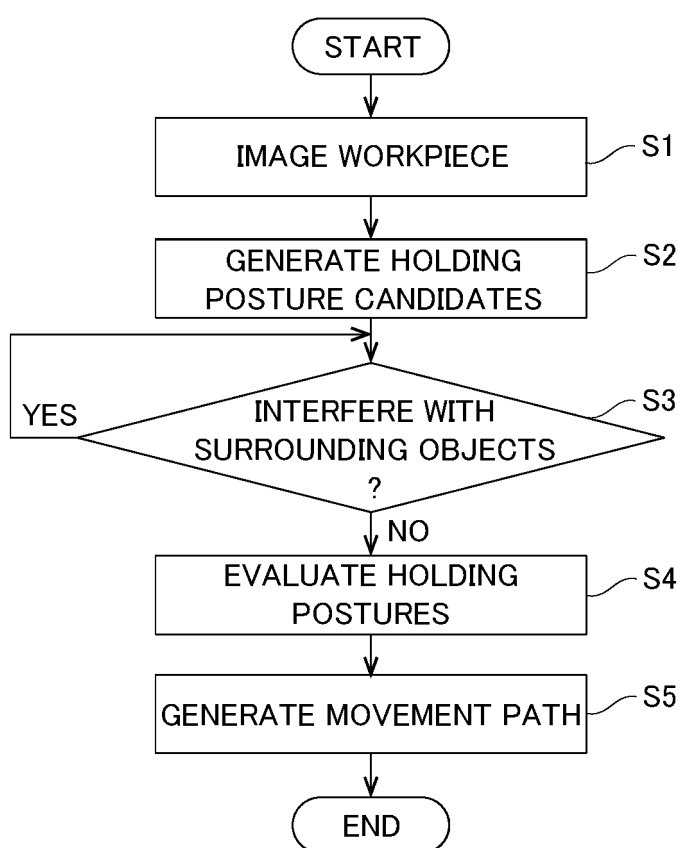 START
IMAGE WORKPIECE
S1
GENERATE HOLDING
POSTURE CANDIDATES
S2
YES
INTERFERE WITH
SURROUNDING OBJECTS
?
S3
NO
EVALUATE HOLDING
POSTURES
S4
GENERATE MOVEMENT PATH
S5
END